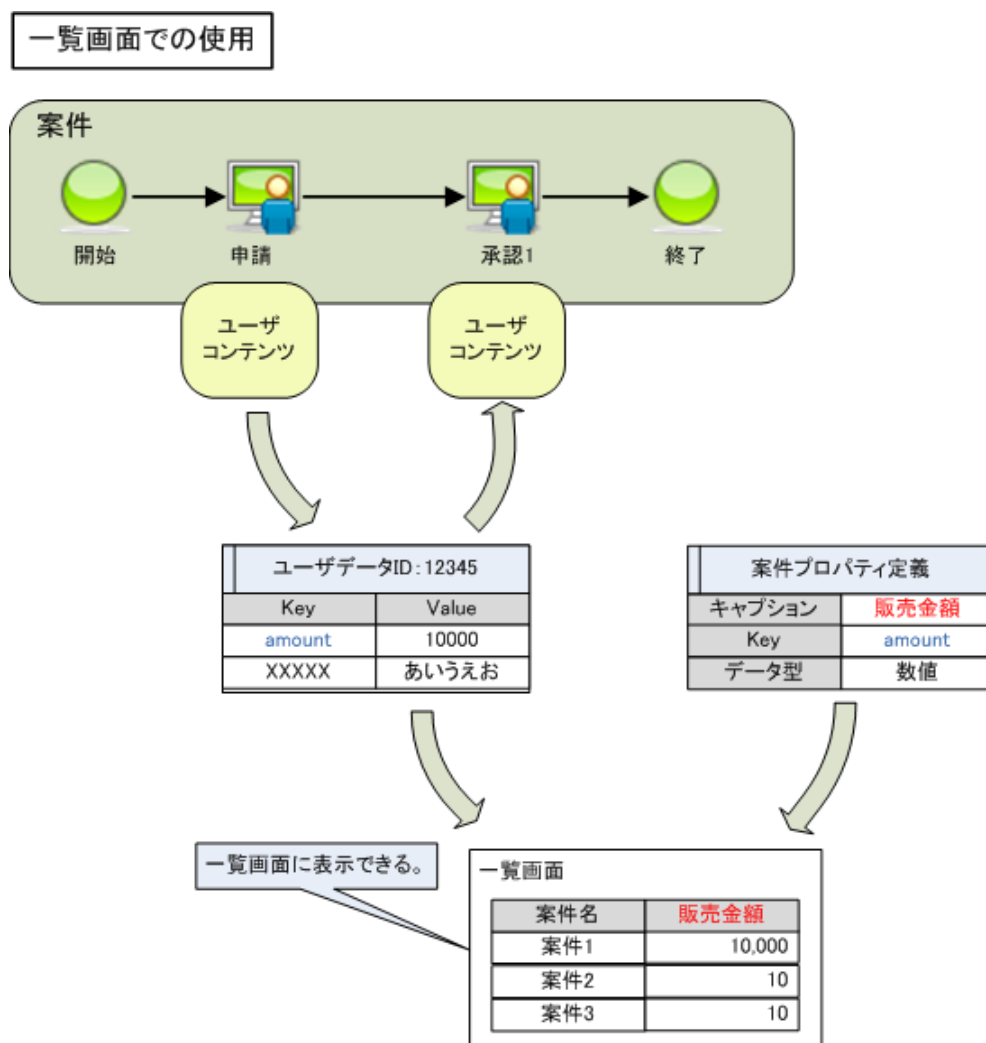 一覧画面での使用
案件
開始
申請
承認1
終了
ユーザ
コンテンツ
ユーザ
コンテンツ
ユーザデータID:12345
Key Value
amount 10000
XXXXX あいうえお
案件プロパティ定義
キャプション 販売金額
Key amount
データ型 数値
一覧画面に表示できる。
一覧画面
案件名 販売金額
案件1 10,000
案件2 10
案件3 10